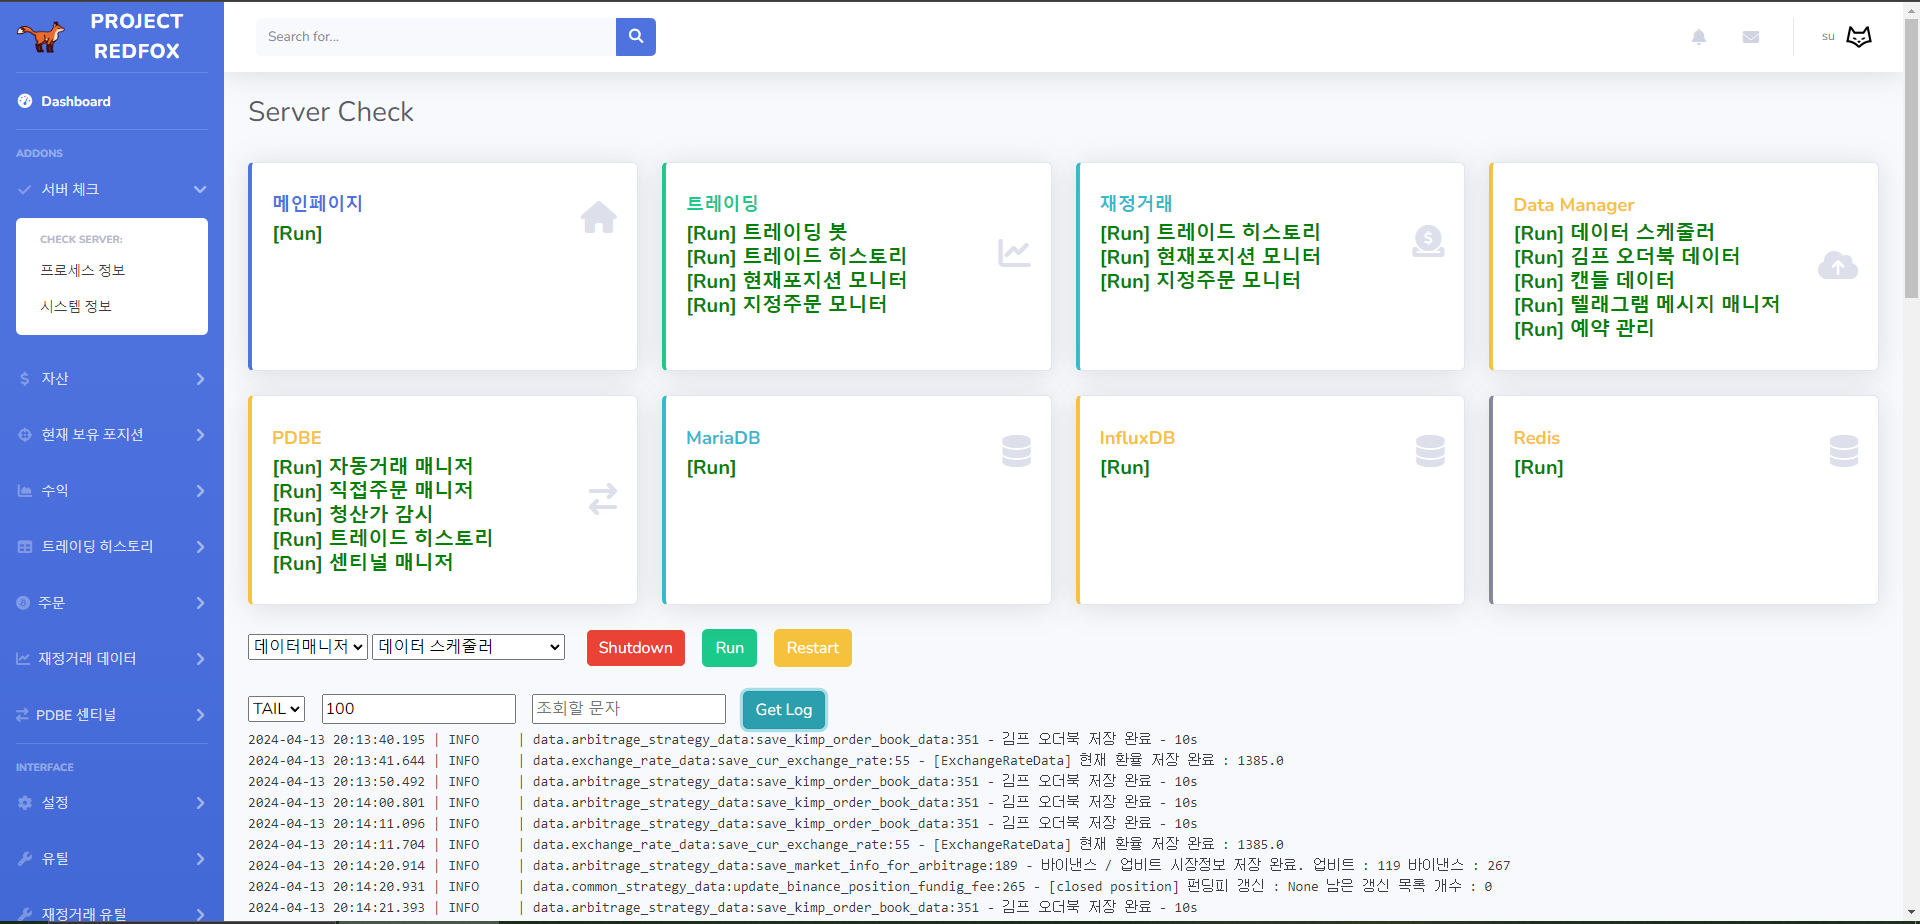 PROJECT
REDFOX
Search for...
su
Dashboard
ADDONS
서버 체크
CHECK SERVER:
프로세스 정보
시스템 정보
자산
현재 보유 포지션
수익
트레이딩 히스토리
주문
재정거래 데이터
PDBE 센티널
INTERFACE
설정
유틸
재정거래 유틸
Server Check
메인페이지
[Run]
트레이딩
[Run] 트레이딩 봇
[Run] 트레이드 히스토리
[Run] 현재포지션 모니터
[Run] 지정주문 모니터
재정거래
[Run] 트레이드 히스토리
[Run] 현재포지션 모니터
[Run] 지정주문 모니터
Data Manager
[Run] 데이터 스케줄러
[Run] 김프 오더북 데이터
[Run] 캔들 데이터
[Run] 텔래그램 메시지 매니저
[Run] 예약 관리
PDBE
[Run] 자동거래 매니저
[Run] 직접주문 매니저
[Run] 청산가 감시
[Run] 트레이드 히스토리
[Run] 센티널 매니저
MariaDB
[Run]
InfluxDB
[Run]
Redis
[Run]
데이터매니저 데이터 스케줄러 Shutdown Run Restart
TAIL 100 조회할 문자 Get Log
2024-04-13 20:13:40.195 | INFO     | data.arbitrage_strategy_data:save_kimp_order_book_data:351 - 김프 오더북 저장 완료 - 10s
2024-04-13 20:13:41.644 | INFO     | data.exchange_rate_data:save_cur_exchange_rate:55 - [ExchangeRateData] 현재 환율 저장 완료 : 1385.0
2024-04-13 20:13:50.492 | INFO     | data.arbitrage_strategy_data:save_kimp_order_book_data:351 - 김프 오더북 저장 완료 - 10s
2024-04-13 20:14:00.801 | INFO     | data.arbitrage_strategy_data:save_kimp_order_book_data:351 - 김프 오더북 저장 완료 - 10s
2024-04-13 20:14:11.096 | INFO     | data.arbitrage_strategy_data:save_kimp_order_book_data:351 - 김프 오더북 저장 완료 - 10s
2024-04-13 20:14:11.704 | INFO     | data.exchange_rate_data:save_cur_exchange_rate:55 - [ExchangeRateData] 현재 환율 저장 완료 : 1385.0
2024-04-13 20:14:20.914 | INFO     | data.arbitrage_strategy_data:save_market_info_for_arbitrage:189 - 바이낸스 / 업비트 시장정보 저장 완료. 업비트 : 119 바이낸스 : 267
2024-04-13 20:14:20.931 | INFO     | data.common_strategy_data:update_binance_position_fundig_fee:265 - [closed position] 펀딩피 갱신 : None 남은 갱신 목록 개수 : 0
2024-04-13 20:14:21.393 | INFO     | data.arbitrage_strategy_data:save_kimp_order_book_data:351 - 김프 오더북 저장 완료 - 10s